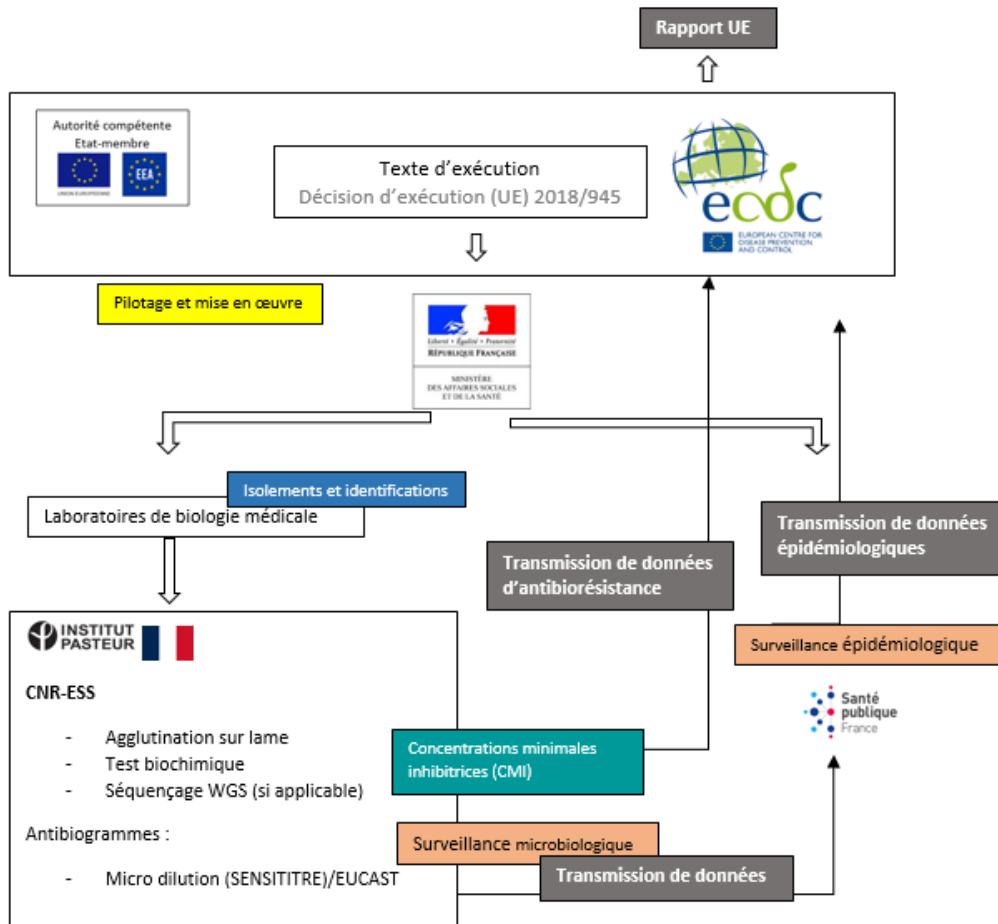 Rapport UE
Autorité compétente
Etat-membre
UNION EUROPEENNE
EEA
Texte d'exécution
Décision d'exécution (UE) 2018/945
ecdc
EUROPEAN CENTRE FOR
DISEASE PREVENTION
AND CONTROL
Pilotage et mise en œuvre
Liberté • Égalité • Fraternité
RÉPUBLIQUE FRANÇAISE
MINISTÈRE
DES AFFAIRES SOCIALES
ET DE LA SANTÉ
Isolements et identifications
Laboratoires de biologie médicale
Transmission de données
épidémiologiques
Transmission de données
d'antibiorésistance
Surveillance épidémiologique
Santé
publique
France
INSTITUT
PASTEUR
CNR-ESS
- Agglutination sur lame
- Test biochimique
- Séquençage WGS (si applicable)
Concentrations minimales
inhibitrices (CMI)
Antibiogrammes :
Surveillance microbiologique
- Micro dilution (SENSITITRE)/EUCAST
Transmission de données